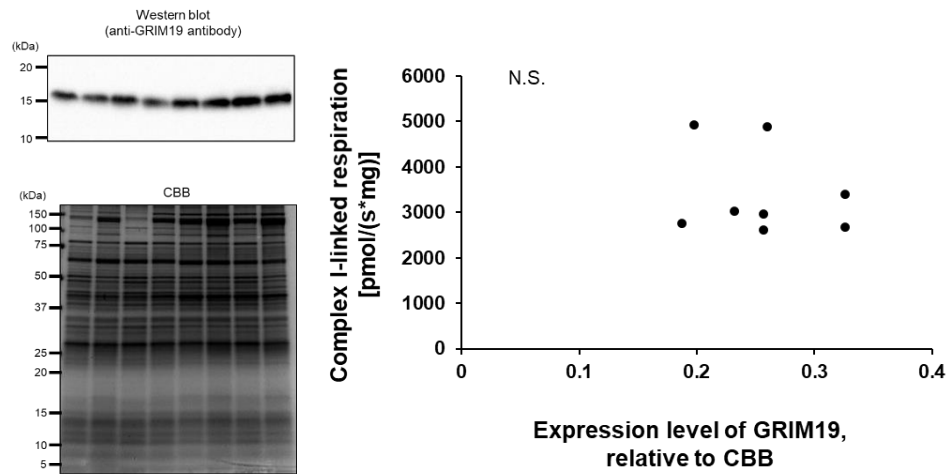 Western blot
(anti-GRIM19 antibody)
(kDa)
20
15
10
CBB
(kDa)
150
100
75
50
37
25
20
15
10
5
Complex I-linked respiration
[pmol/(s*mg)]
6000
5000
4000
3000
2000
1000
0
N.S.
0 0.1 0.2 0.3 0.4
Expression level of GRIM19,
relative to CBB